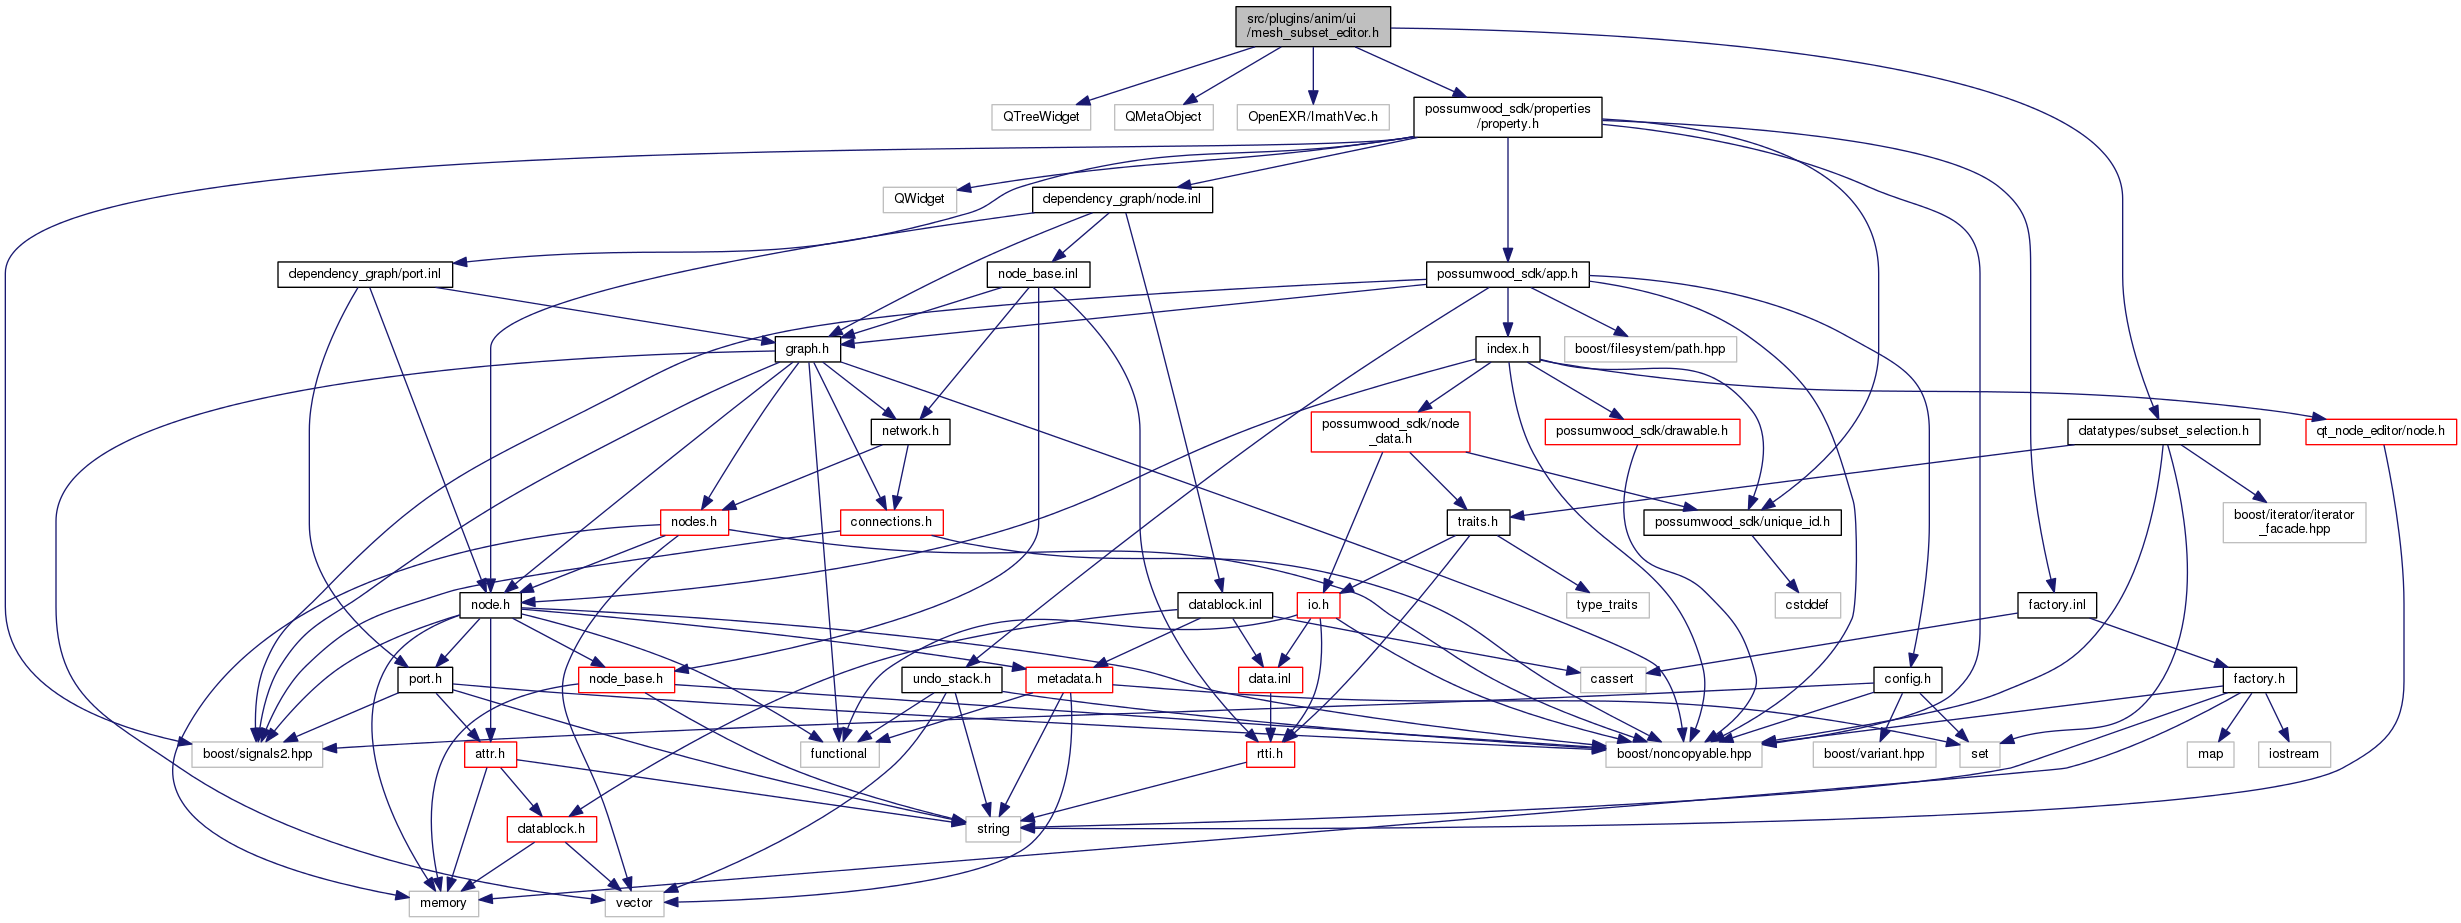 src/plugins/anim/ui
/mesh_subset_editor.h
QTreeWidget
QMetaObject
OpenEXR/ImathVec.h
possumwood_sdk/properties
/property.h
QWidget
dependency_graph/node.inl
dependency_graph/port.inl
node_base.inl
possumwood_sdk/app.h
graph.h
index.h
boost/filesystem/path.hpp
network.h
possumwood_sdk/node
_data.h
possumwood_sdk/drawable.h
datatypes/subset_selection.h
qt_node_editor/node.h
nodes.h
connections.h
traits.h
possumwood_sdk/unique_id.h
boost/iterator/iterator
_facade.hpp
node.h
datablock.inl
io.h
type_traits
cstddef
factory.inl
port.h
node_base.h
undo_stack.h
metadata.h
data.inl
cassert
config.h
factory.h
boost/signals2.hpp
attr.h
functional
rtti.h
boost/noncopyable.hpp
boost/variant.hpp
set
map
iostream
datablock.h
string
memory
vector